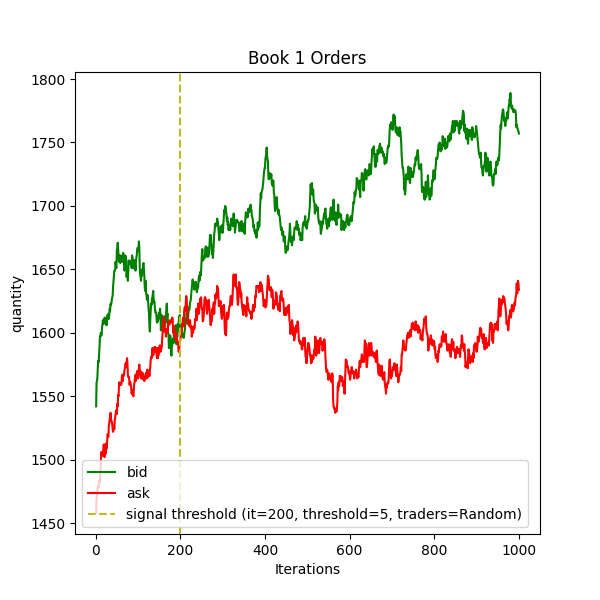 Book 1 Orders
quantity
1800
1750
1700
1650
1600
1550
1500
1450
bid
ask
signal threshold (it=200, threshold=5, traders=Random)
0 200 400 600 800 1000
Iterations